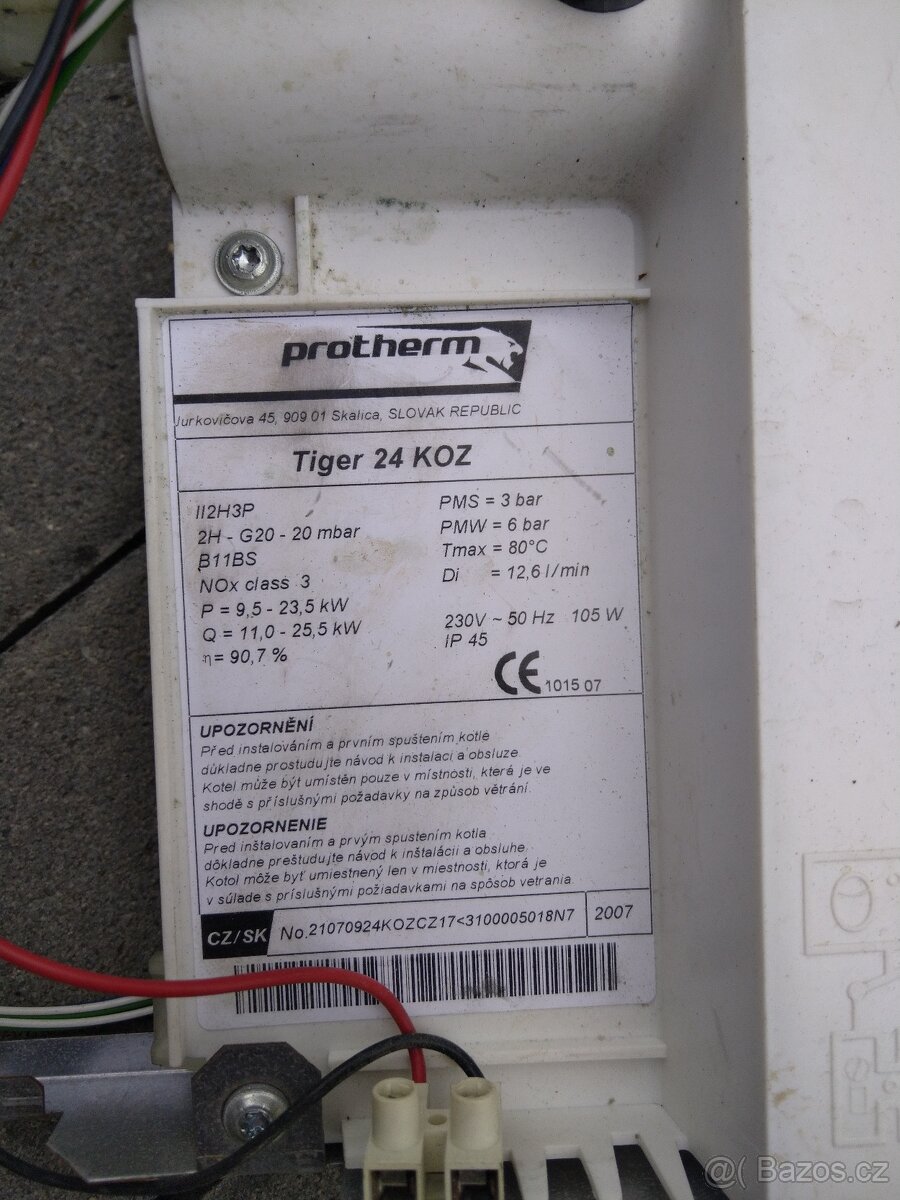 protherm
Jurkovičova 45, 909 01 Skalica, SLOVAK REPUBLIC
Tiger 24 KOZ
II2H3P
2H - G20 - 20 mbar
B11BS
NOx class 3
P = 9,5 - 23,5 kW
Q = 11,0 - 25,5 kW
η = 90,7 %
PMS = 3 bar
PMW = 6 bar
Tmax = 80°C
Di = 12,6 l/min
230V ~ 50 Hz 105 W
IP 45
CE 1015 07
UPOZORNĚNÍ
Před instalováním a prvním spuštením kotle
důkladne prostudujte návod k instalaci a obsluze.
Kotel může být umístěn pouze v místnosti, která je ve
shodě s příslušnými požadavky na způsob větrání.
UPOZORNENIE
Pred inštalovaním a prvým spustením kotla
dôkladne preštudujte návod k inštalácii a obsluhe.
Kotol môže byť umiestnený len v miestnosti, ktorá je
v súlade s príslušnými požiadavkami na spôsob vetrania.
CZ/SK No.21070924KOZCZ17<3100005018N7 2007
@( Bazos.cz